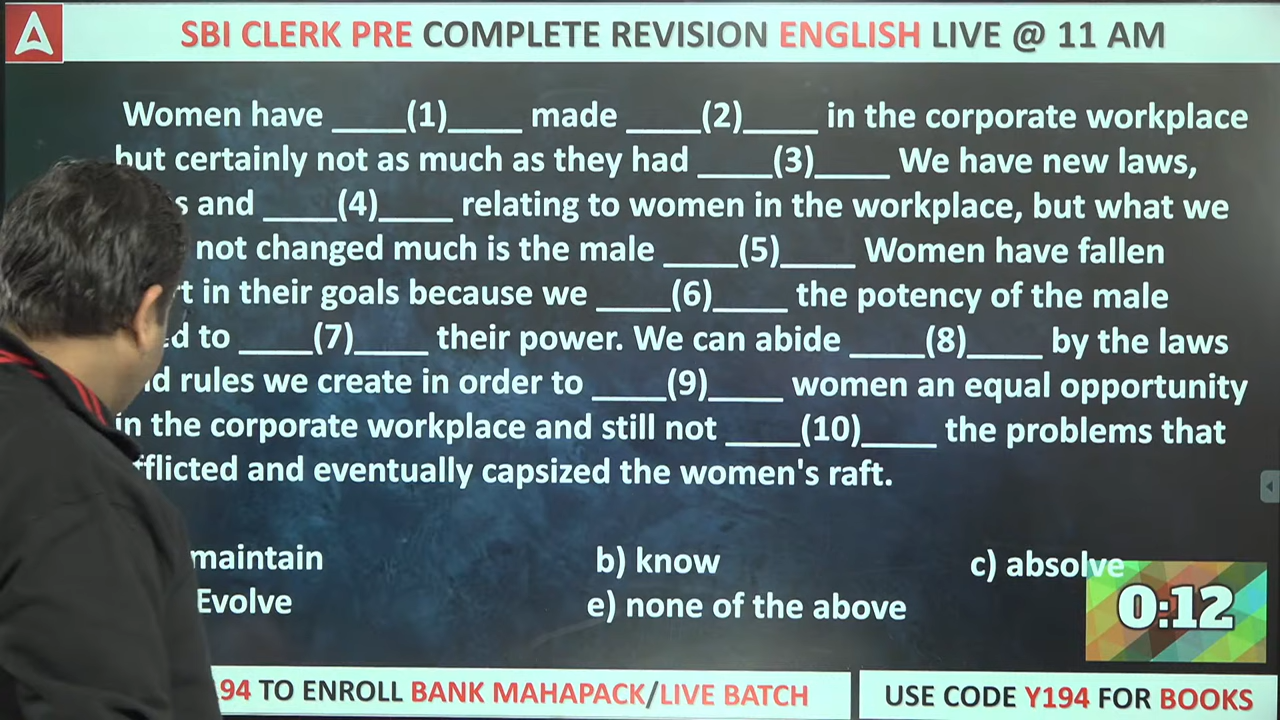 SBI CLERK PRE COMPLETE REVISION ENGLISH LIVE @ 11 AM
Women have ____(1)____ made ____(2)____ in the corporate workplace
but certainly not as much as they had ____(3)____ We have new laws,
and ____(4)____ relating to women in the workplace, but what we
not changed much is the male ____(5)____ Women have fallen
in their goals because we ____(6)____ the potency of the male
to ____(7)____ their power. We can abide ____(8)____ by the laws
rules we create in order to ____(9)____ women an equal opportunity
in the corporate workplace and still not ____(10)____ the problems that
and eventually capsized the women's raft.
maintain b) know c) absolve
Evolve e) none of the above
0:12
194 TO ENROLL BANK MAHAPACK/LIVE BATCH
USE CODE Y194 FOR BOOKS